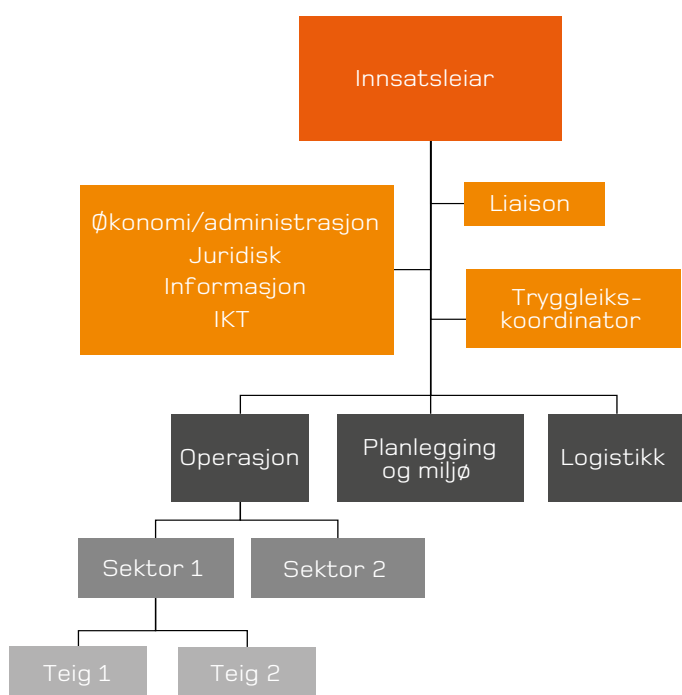 Innsatsleiar
Liaison
Økonomi/administrasjon
Juridisk
Informasjon
IKT
Tryggleiks-
koordinator
Operasjon
Planlegging
og miljø
Logistikk
Sektor 1
Sektor 2
Teig 1
Teig 2